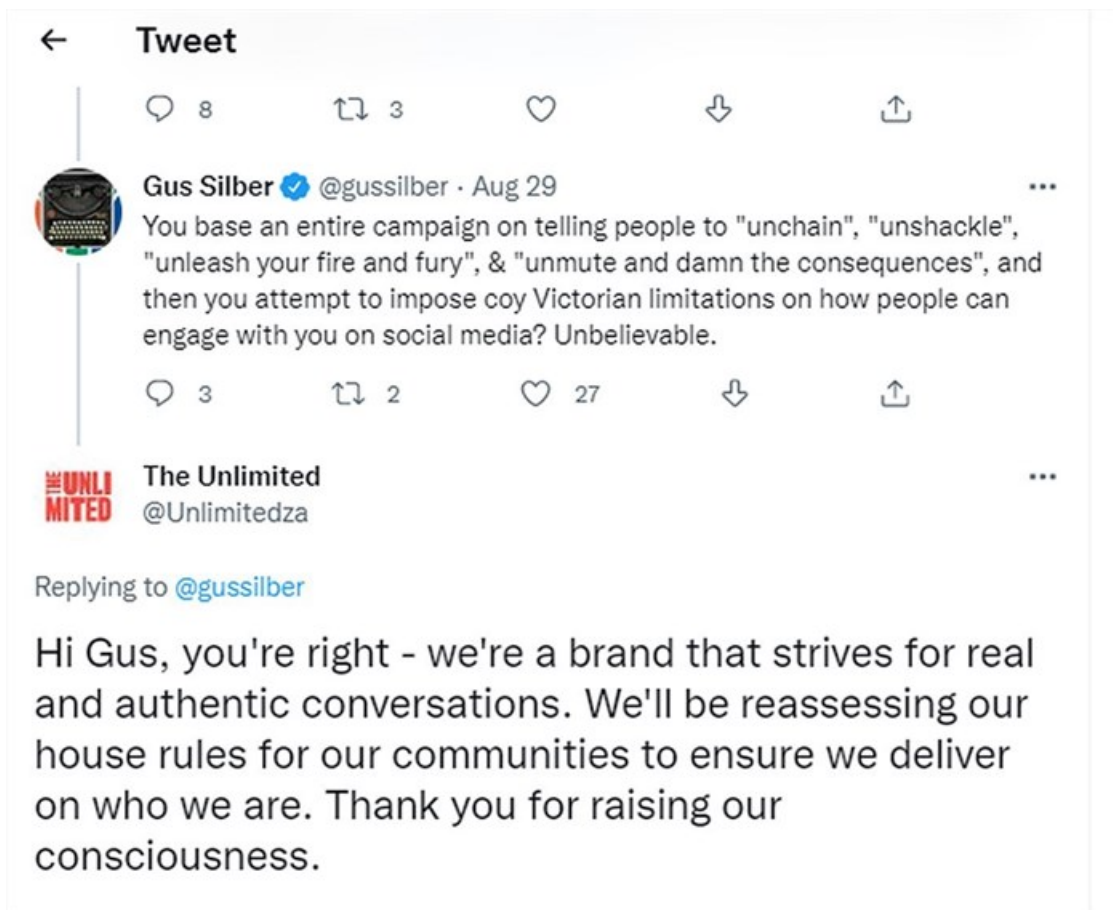 Tweet
8 3
Gus Silber @gussilber · Aug 29
You base an entire campaign on telling people to "unchain", "unshackle",
"unleash your fire and fury", & "unmute and damn the consequences", and
then you attempt to impose coy Victorian limitations on how people can
engage with you on social media? Unbelievable.
3 2 27
THE UNLI
MITED
The Unlimited
@Unlimitedza
Replying to @gussilber
Hi Gus, you're right - we're a brand that strives for real
and authentic conversations. We'll be reassessing our
house rules for our communities to ensure we deliver
on who we are. Thank you for raising our
consciousness.